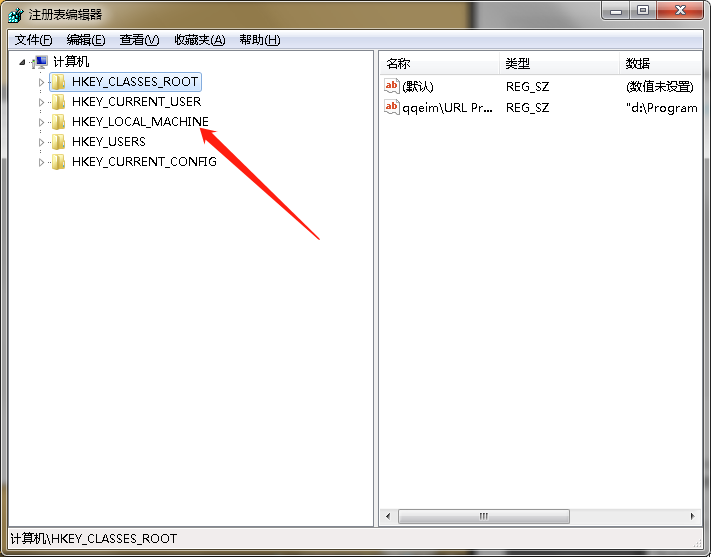 注册表编辑器
文件(F) 编辑(E) 查看(V) 收藏夹(A) 帮助(H)
计算机
HKEY_CLASSES_ROOT
HKEY_CURRENT_USER
HKEY_LOCAL_MACHINE
HKEY_USERS
HKEY_CURRENT_CONFIG
名称 类型 数据
ab (默认) REG_SZ (数值未设置)
ab qqeim\URL Pr... REG_SZ "d:\Program
计算机\HKEY_CLASSES_ROOT